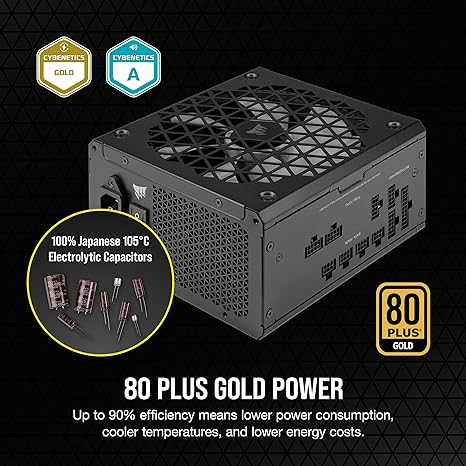 CYBENETICS
GOLD
CYBENETICS
A
100% Japanese 105°C
Electrolytic Capacitors
80
PLUS®
GOLD
80 PLUS GOLD POWER
Up to 90% efficiency means lower power consumption,
cooler temperatures, and lower energy costs.